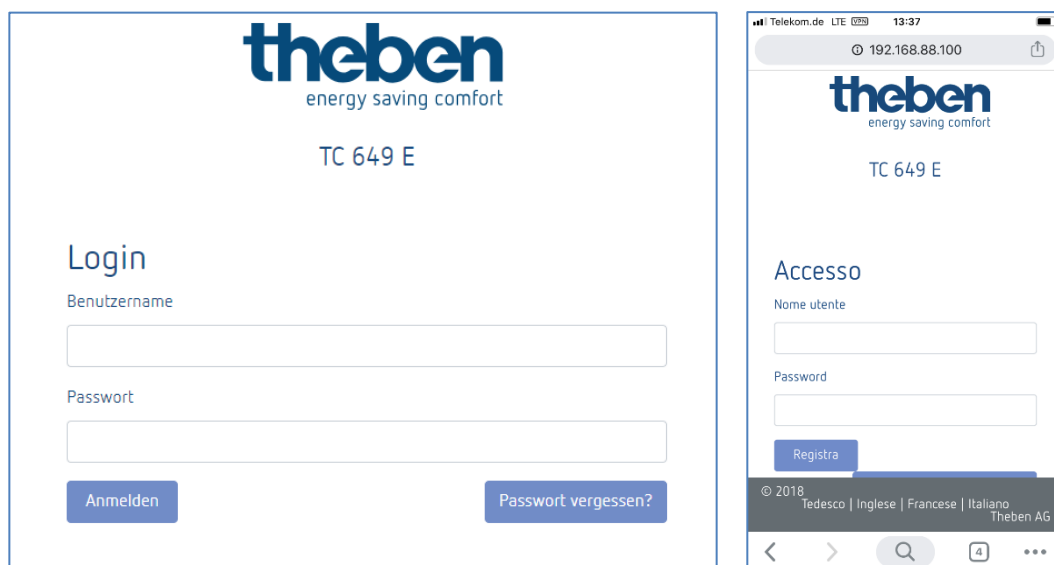 theben
energy saving comfort
TC 649 E
Login
Benutzername
Passwort
Anmelden
Passwort vergessen?
Telekom.de LTE VPN 13:37
192.168.88.100
theben
energy saving comfort
TC 649 E
Accesso
Nome utente
Password
Registra
© 2018
Tedesco | Inglese | Francese | Italiano
Theben AG
4